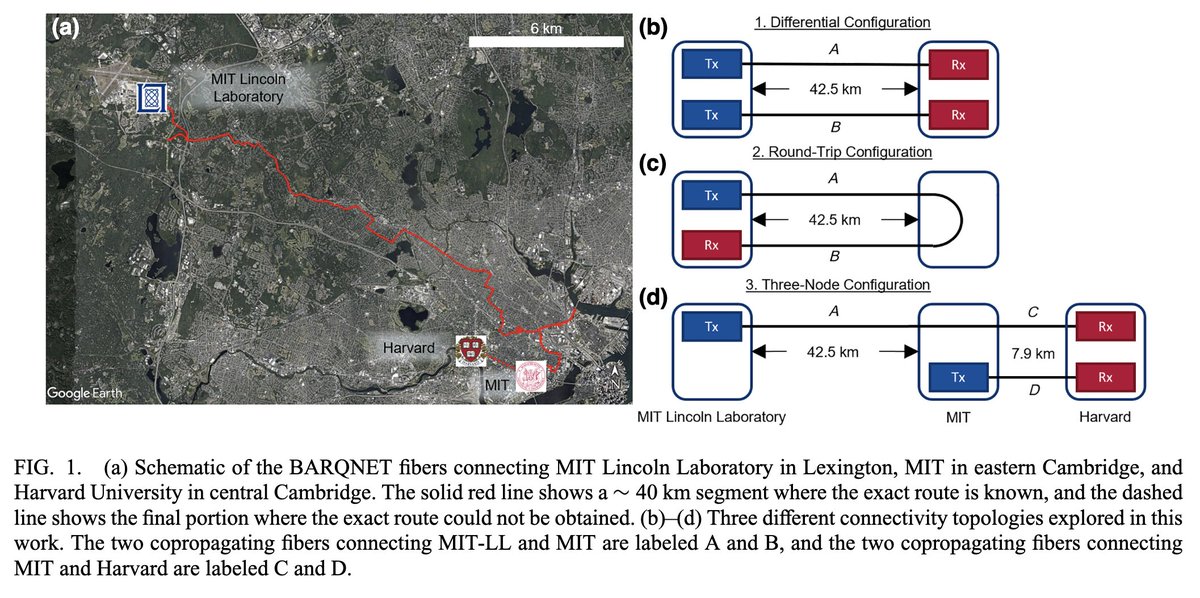 (a)
6 km
MIT Lincoln
Laboratory
Harvard
MIT
N
Google Earth
(b)
1. Differential Configuration
A
Tx
Rx
42.5 km
Tx
Rx
B
(c)
2. Round-Trip Configuration
A
Tx
42.5 km
Rx
B
(d)
3. Three-Node Configuration
A
C
Tx
Rx
42.5 km
7.9 km
Tx
Rx
D
MIT Lincoln Laboratory
MIT
Harvard
FIG. 1. (a) Schematic of the BARQNET fibers connecting MIT Lincoln Laboratory in Lexington, MIT in eastern Cambridge, and
Harvard University in central Cambridge. The solid red line shows a ~ 40 km segment where the exact route is known, and the dashed
line shows the final portion where the exact route could not be obtained. (b)–(d) Three different connectivity topologies explored in this
work. The two copropagating fibers connecting MIT-LL and MIT are labeled A and B, and the two copropagating fibers connecting
MIT and Harvard are labeled C and D.